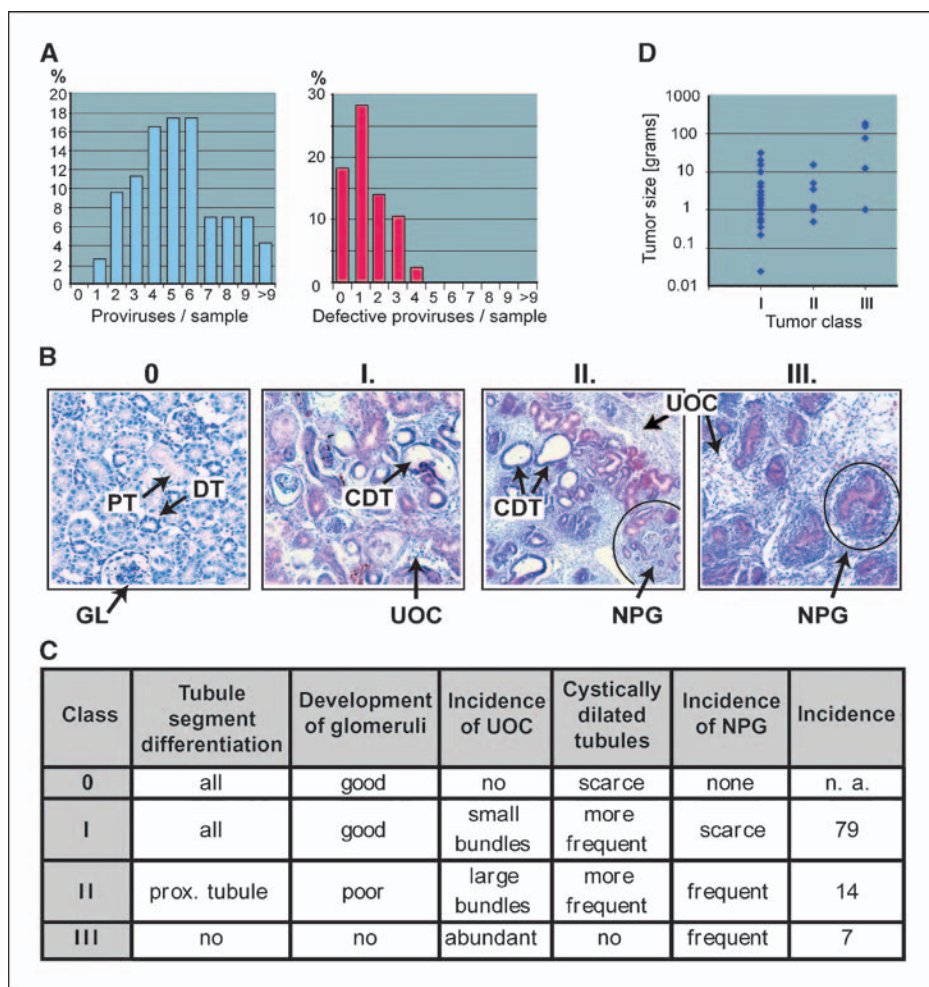 A
%
20
18
16
14
12
10
8
6
4
2
0
0 1 2 3 4 5 6 7 8 9 >9
Proviruses / sample
%
30
20
10
0
0 1 2 3 4 5 6 7 8 9 >9
Defective proviruses / sample
D
Tumor size [grams]
1000
100
10
1
0.1
0.01
I II III
Tumor class
B
0
I.
II.
III.
PT
DT
GL
CDT
UOC
CDT
UOC
NPG
NPG
C
Class
Tubule
segment
differentiation
Development
of glomeruli
Incidence
of UOC
Cystically
dilated
tubules
Incidence
of NPG
Incidence
0 all good no scarce none n. a.
I all good small bundles more frequent scarce 79
II prox. tubule poor large bundles more frequent frequent 14
III no no abundant no frequent 7